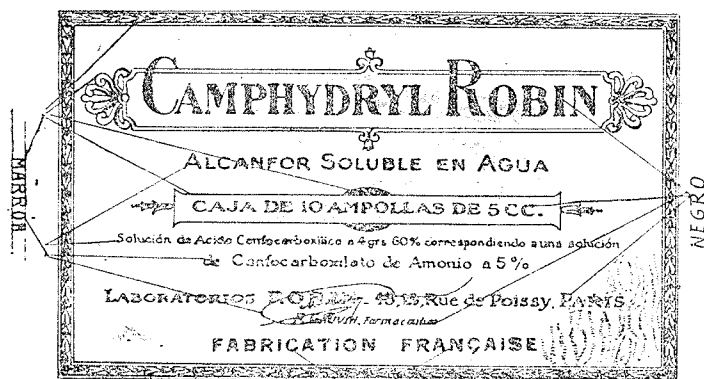 CAMPHYDRYL ROBIN
ALCANFOR SOLUBLE EN AGUA
CAJA DE 10 AMPOLLAS DE 5 CC.
Solución de Acido Canfocarboxilico a 4 grs 60% correspondiendo a una solución
de Canfocarboxilato de Amonio a 5%
LABORATORIOS ROBIN Rue de Poissy, PARIS
Farmacéutico
FABRICATION FRANÇAISE
MARRON
NEGRO